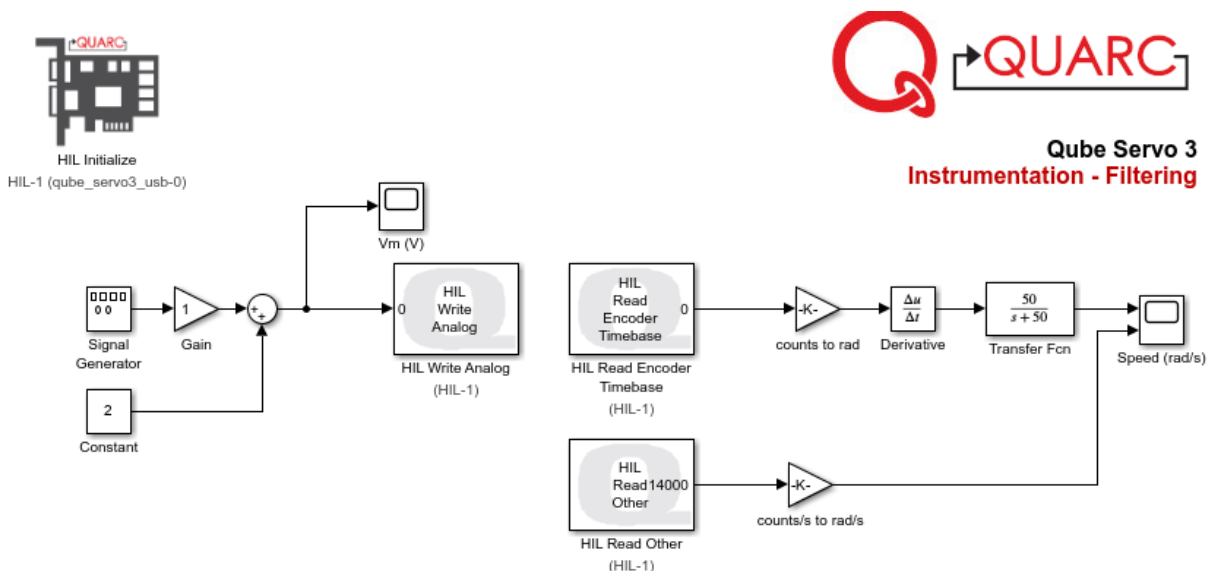 QUARC
HIL Initialize
HIL-1 (qube_servo3_usb-0)
QUARC
Qube Servo 3
Instrumentation - Filtering
Vm (V)
Signal
Generator
1
Gain
+
+
2
Constant
0
HIL
Write
Analog
HIL Write Analog
(HIL-1)
HIL
Read
Encoder
Timebase
0
HIL Read Encoder
Timebase
(HIL-1)
-K-
counts to rad
Δu
Δt
Derivative
50
s + 50
Transfer Fcn
Speed (rad/s)
HIL
Read
Other
14000
HIL Read Other
(HIL-1)
-K-
counts/s to rad/s